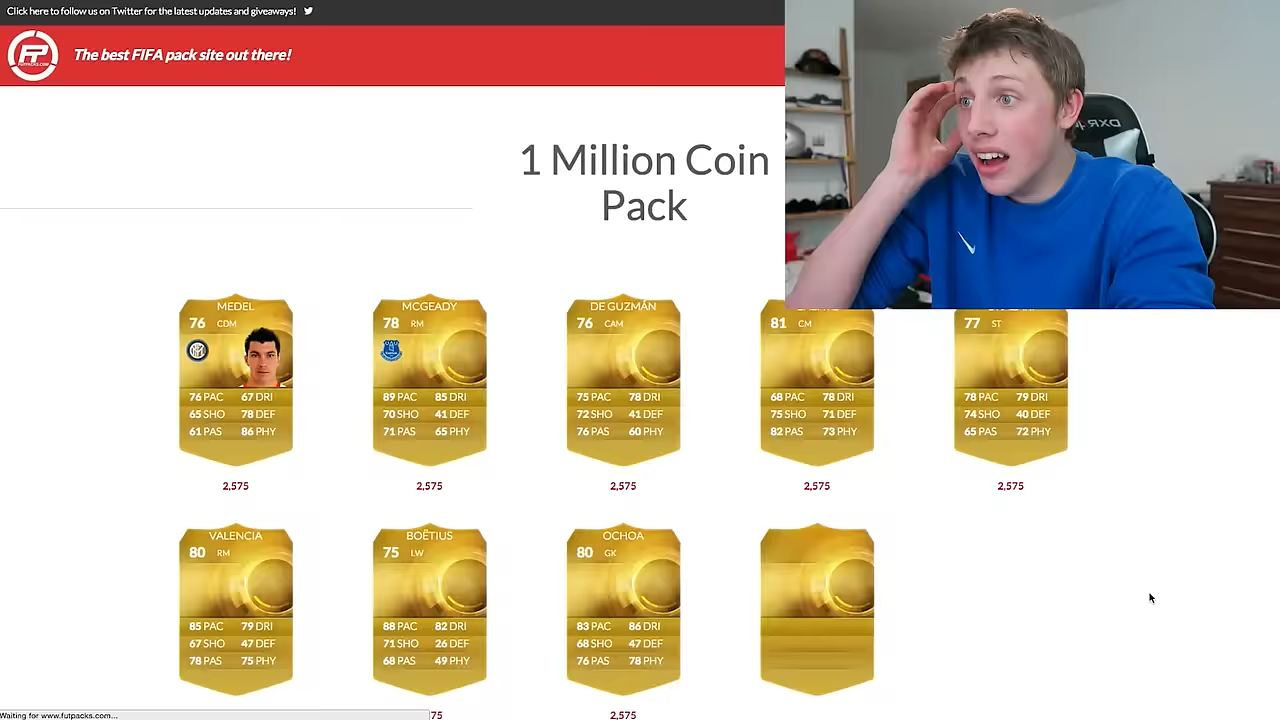 Click here to follow us on Twitter for the latest updates and giveaways!
FP
FUTPACKS.COM
The best FIFA pack site out there!
1 Million Coin
Pack
DXR
MEDEL
76 CDM
76 PAC 67 DRI
65 SHO 78 DEF
61 PAS 86 PHY
2,575
MCGEADY
78 RM
89 PAC 85 DRI
70 SHO 41 DEF
71 PAS 65 PHY
2,575
DE GUZMÁN
76 CAM
75 PAC 78 DRI
72 SHO 41 DEF
76 PAS 60 PHY
2,575
81 CM
68 PAC 78 DRI
75 SHO 71 DEF
82 PAS 73 PHY
2,575
77 ST
78 PAC 79 DRI
74 SHO 40 DEF
65 PAS 72 PHY
2,575
VALENCIA
80 RM
85 PAC 79 DRI
67 SHO 47 DEF
78 PAS 75 PHY
BOËTIUS
75 LW
88 PAC 82 DRI
71 SHO 26 DEF
68 PAS 49 PHY
75
OCHOA
80 GK
83 PAC 86 DRI
68 SHO 47 DEF
76 PAS 78 PHY
2,575
Waiting for www.futpacks.com...